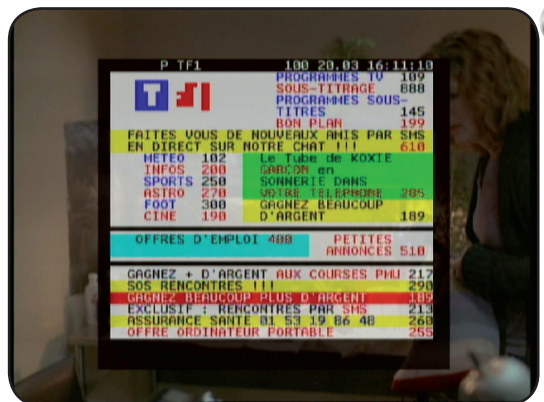 P TF1 100 20.03 16:11:10
TF1
PROGRAMMES TV 109
SOUS-TITRAGE 888
PROGRAMMES SOUS-
TITRES 145
BON PLAN 199
FAITES VOUS DE NOUVEAUX AMIS PAR SMS
EN DIRECT SUR NOTRE CHAT !!! 610
METEO 102
INFOS 200
SPORTS 250
ASTRO 270
FOOT 300
CINE 190
Le Tube de KOXIE
GARCON en
SONNERIE DANS
VOTRE TELEPHONE 205
GAGNEZ BEAUCOUP
D'ARGENT 189
OFFRES D'EMPLOI 400
PETITES
ANNONCES 510
GAGNEZ + D'ARGENT AUX COURSES PMU 217
SOS RENCONTRES !!! 290
GAGNEZ BEAUCOUP PLUS D'ARGENT 189
EXCLUSIF : RENCONTRES PAR SMS 213
ASSURANCE SANTE 01 53 19 86 48 260
OFFRE ORDINATEUR PORTABLE 255